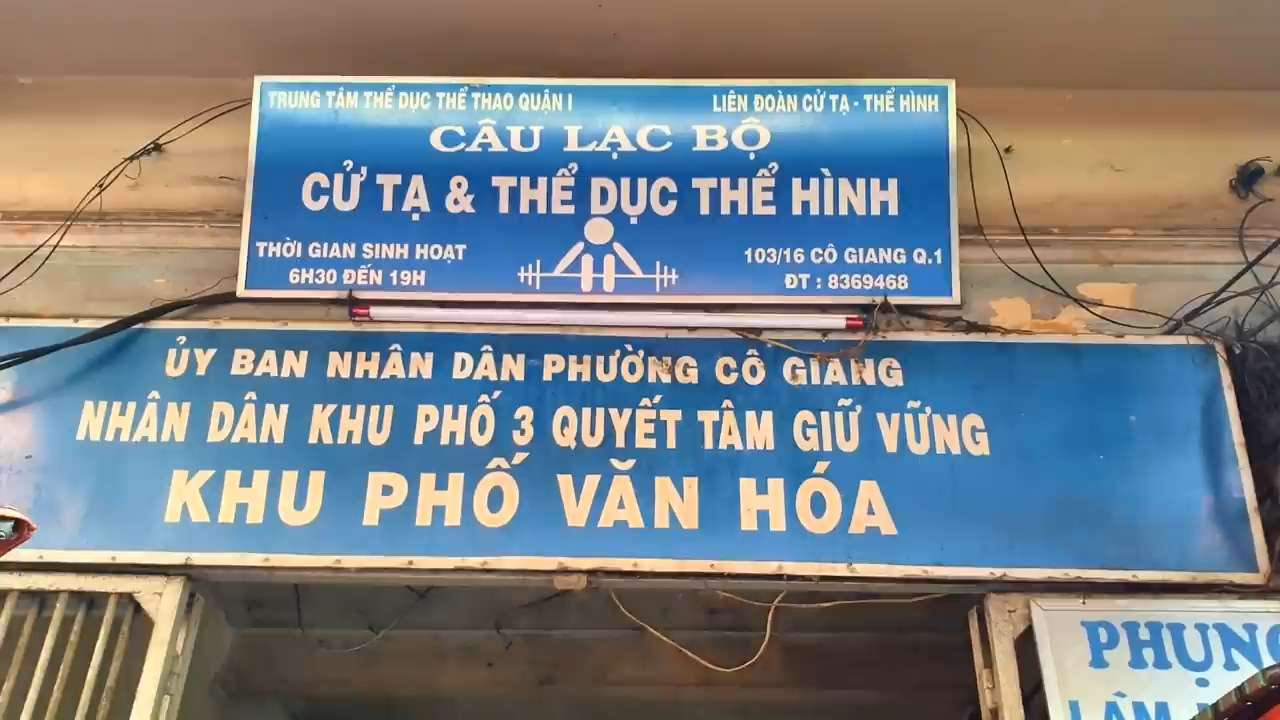 TRUNG TÂM THỂ DỤC THỂ THAO QUẬN I
LIÊN ĐOÀN CỬ TẠ - THỂ HÌNH
CÂU LẠC BỘ
CỬ TẠ & THỂ DỤC THỂ HÌNH
THỜI GIAN SINH HOẠT
6H30 ĐẾN 19H
103/16 CÔ GIANG Q.1
ĐT : 8369468
ỦY BAN NHÂN DÂN PHƯỜNG CÔ GIANG
NHÂN DÂN KHU PHỐ 3 QUYẾT TÂM GIỮ VỮNG
KHU PHỐ VĂN HÓA
PHỤNG
LÀM